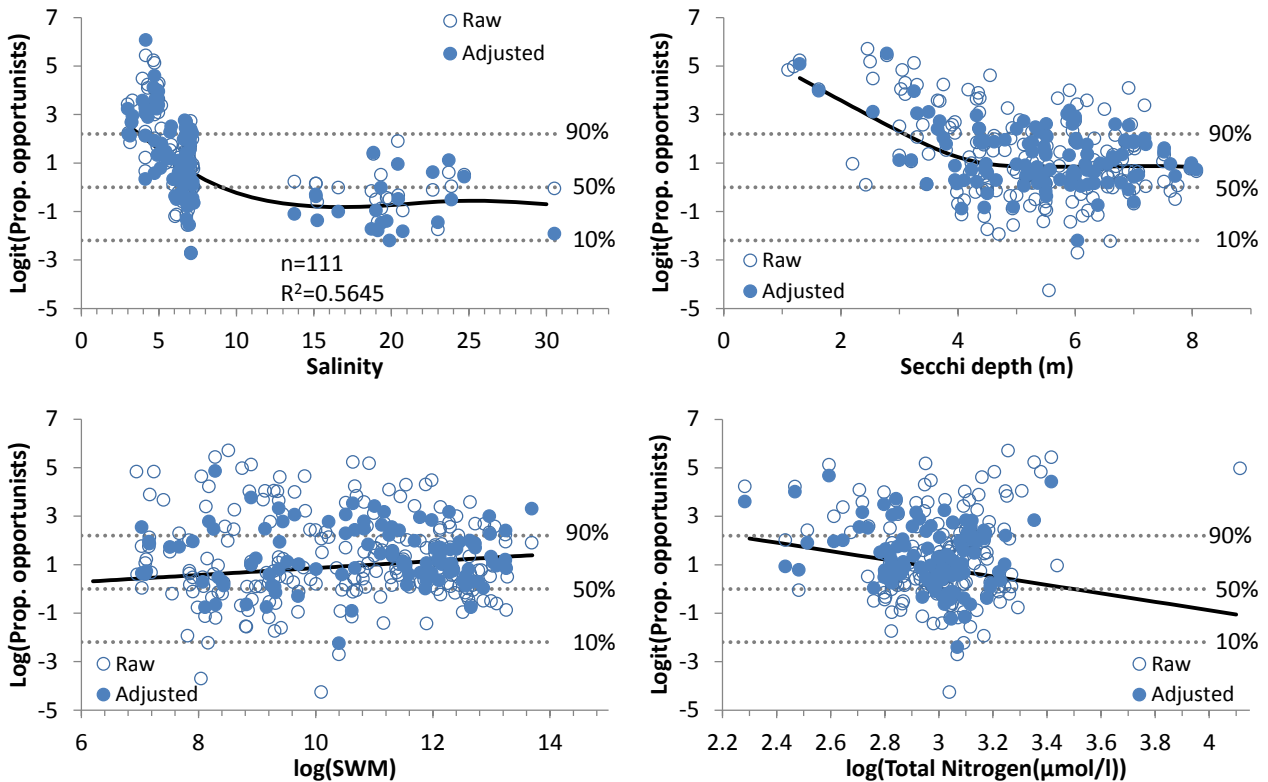 Logit(Prop. opportunists)
7
5
3
1
-1
-3
-5
Raw
Adjusted
90%
50%
10%
n=111
R²=0.5645
0 5 10 15 20 25 30
Salinity
Logit(Prop. opportunists)
7
5
3
1
-1
-3
-5
90%
50%
10%
Raw
Adjusted
0 2 4 6 8
Secchi depth (m)
Log(Prop. opportunists)
7
5
3
1
-1
-3
-5
90%
50%
10%
Raw
Adjusted
6 8 10 12 14
log(SWM)
Logit(Prop. opportunists)
7
5
3
1
-1
-3
-5
90%
50%
10%
Raw
Adjusted
2.2 2.4 2.6 2.8 3 3.2 3.4 3.6 3.8 4
log(Total Nitrogen(µmol/l)